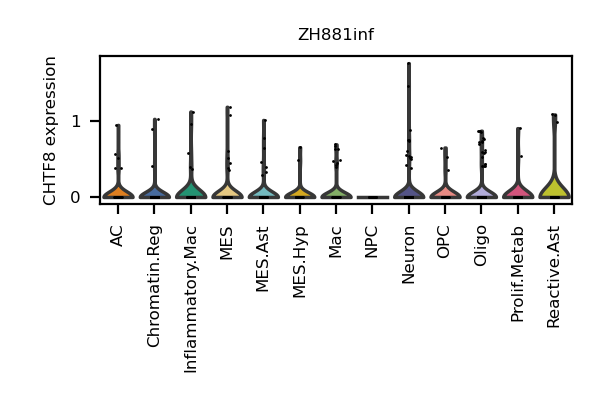 ZH881inf
CHTF8 expression
1
0
AC
Chromatin.Reg
Inflammatory.Mac
MES
MES.Ast
MES.Hyp
Mac
NPC
Neuron
OPC
Oligo
Prolif.Metab
Reactive.Ast